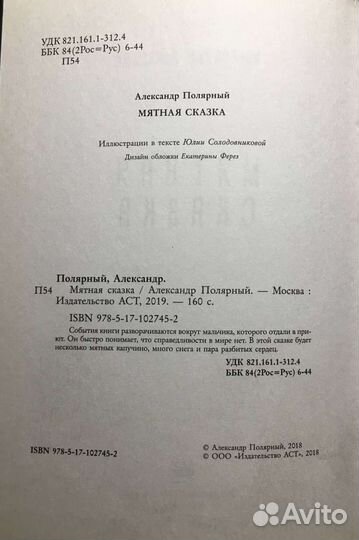 УДК 821.161.1-312.4
ББК 84(2Рос=Рус) 6-44
П54
Александр Полярный
МЯТНАЯ СКАЗКА
Иллюстрации в тексте Юлии Солодовниковой
Дизайн обложки Екатерины Ферез
Полярный, Александр.
П54 Мятная сказка / Александр Полярный. — Москва :
Издательство АСТ, 2019. — 160 с.
ISBN 978-5-17-102745-2
События книги разворачиваются вокруг мальчика, которого отдали в при-
ют. Он быстро понимает, что справедливости в мире нет. В этой сказке будет
несколько мятных капучино, много снега и пара разбитых сердец.
УДК 821.161.1-312.4
ББК 84(2Рос=Рус) 6-44
© Александр Полярный, 2018
ISBN 978-5-17-102745-2 © ООО «Издательство АСТ», 2018
Avito